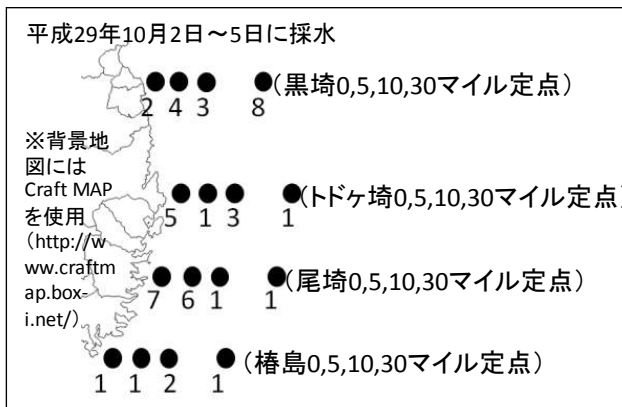 平成29年10月2日～5日に採水
2 4 3 8
(黒埼0,5,10,30マイル定点)
※背景地
図には
Craft MAP
を使用
(http://w
ww.craftm
ap.box-
i.net/)
5 1 3 1
(トドヶ埼0,5,10,30マイル定点)
7 6 1 1
(尾埼0,5,10,30マイル定点)
1 1 2 1
(椿島0,5,10,30マイル定点)